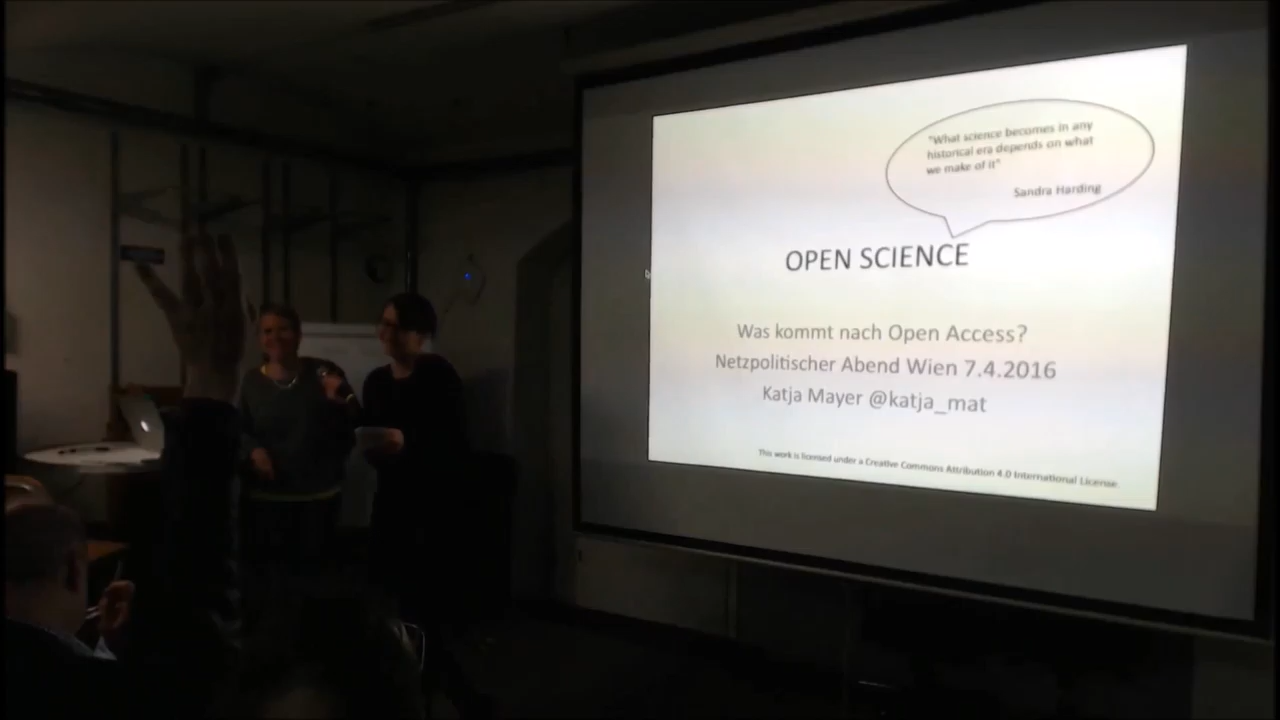 "What science becomes in any
historical era depends on what
we make of it"
Sandra Harding
OPEN SCIENCE
Was kommt nach Open Access?
Netzpolitischer Abend Wien 7.4.2016
Katja Mayer @katja_mat
This work is licensed under a Creative Commons Attribution 4.0 International License